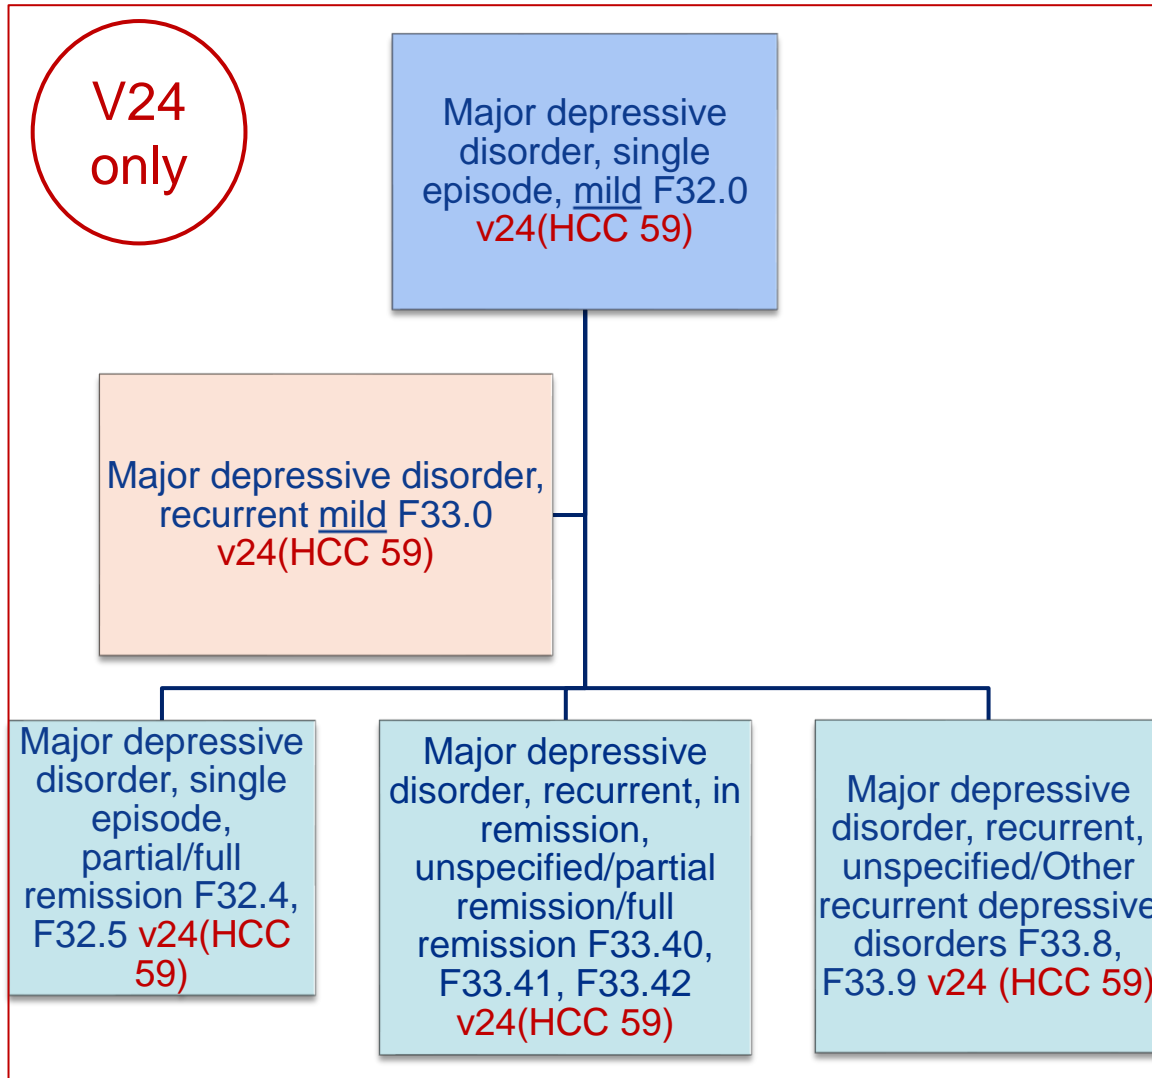 V24
only
Major depressive
disorder, single
episode, mild F32.0
v24(HCC 59)
Major depressive disorder,
recurrent mild F33.0
v24(HCC 59)
Major depressive
disorder, single
episode,
partial/full
remission F32.4,
F32.5 v24(HCC
59)
Major depressive
disorder, recurrent, in
remission,
unspecified/partial
remission/full
remission F33.40,
F33.41, F33.42
v24(HCC 59)
Major depressive
disorder, recurrent,
unspecified/Other
recurrent depressive
disorders F33.8,
F33.9 v24 (HCC 59)